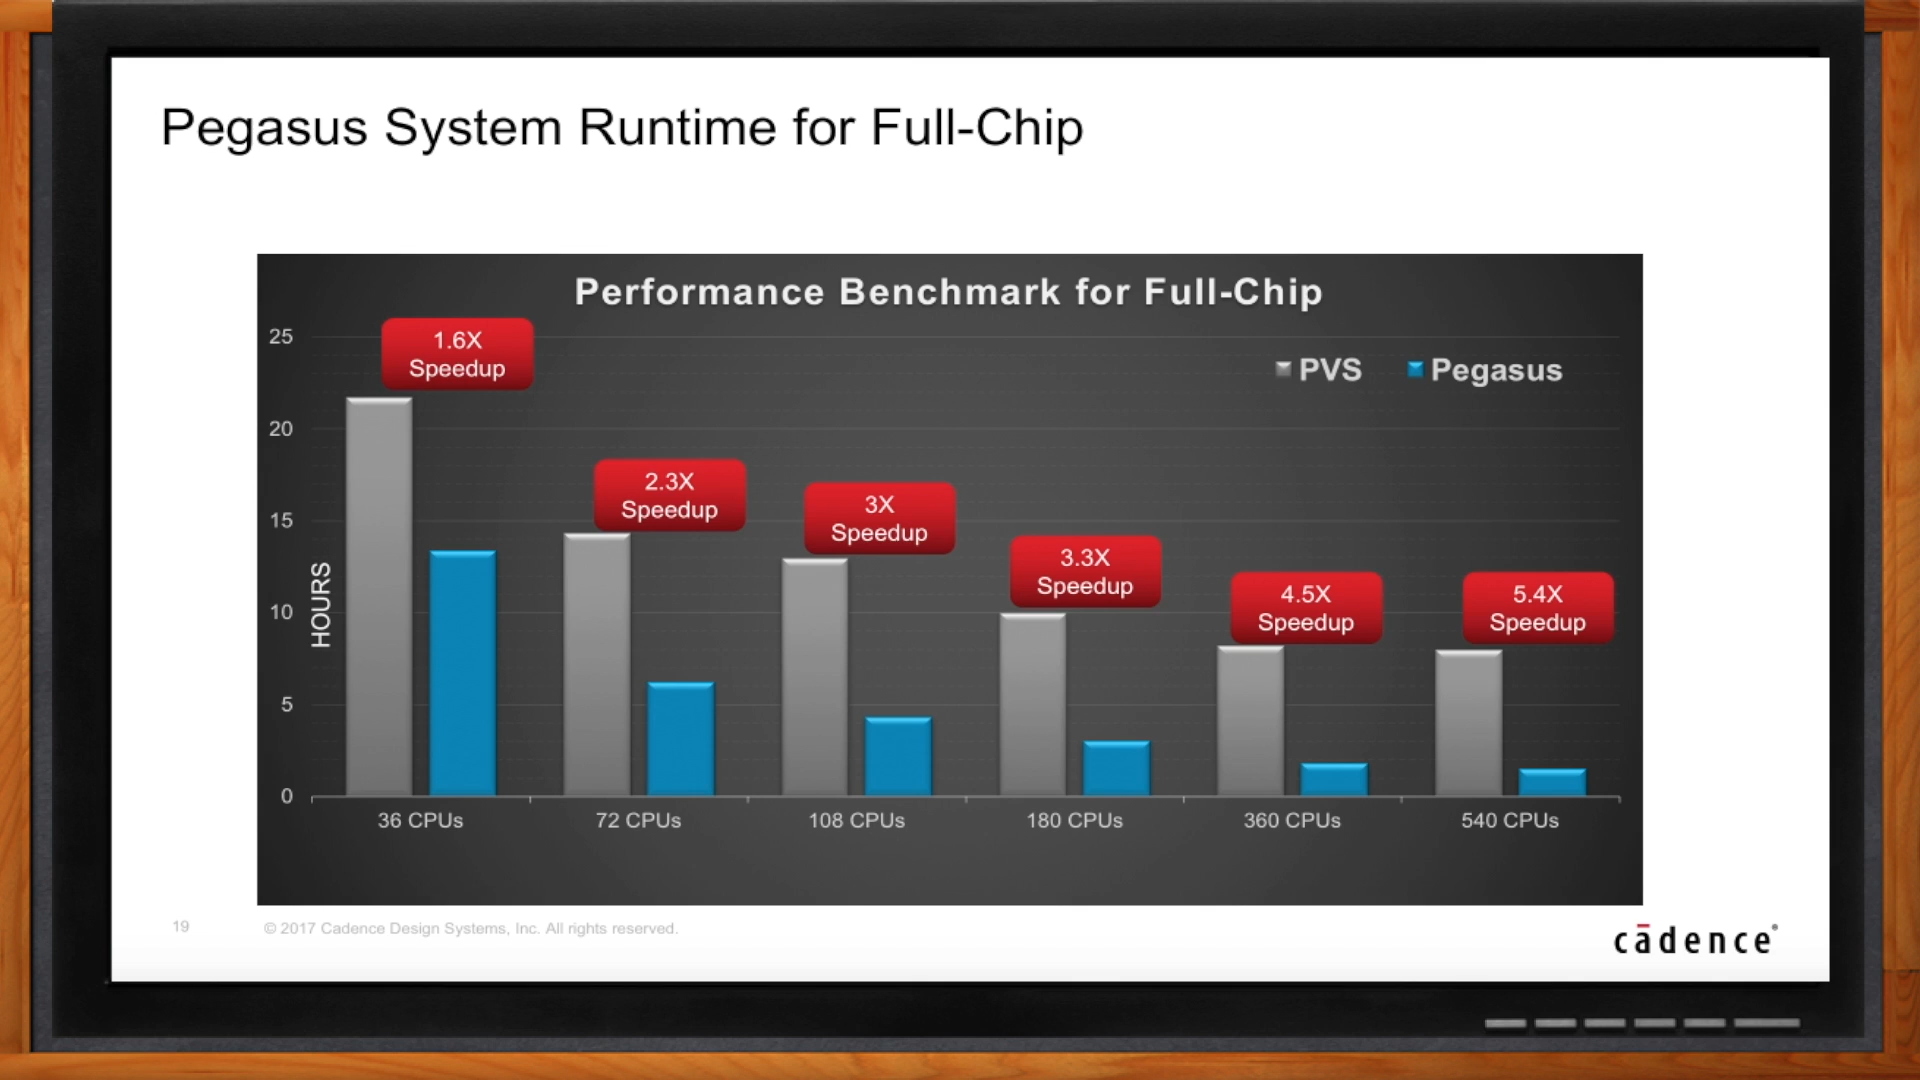 Pegasus System Runtime for Full-Chip
Performance Benchmark for Full-Chip
PVS Pegasus
25
20
15
10
5
0
HOURS
1.6X
Speedup
2.3X
Speedup
3X
Speedup
3.3X
Speedup
4.5X
Speedup
5.4X
Speedup
36 CPUs 72 CPUs 108 CPUs 180 CPUs 360 CPUs 540 CPUs
19 © 2017 Cadence Design Systems, Inc. All rights reserved.
cādence®